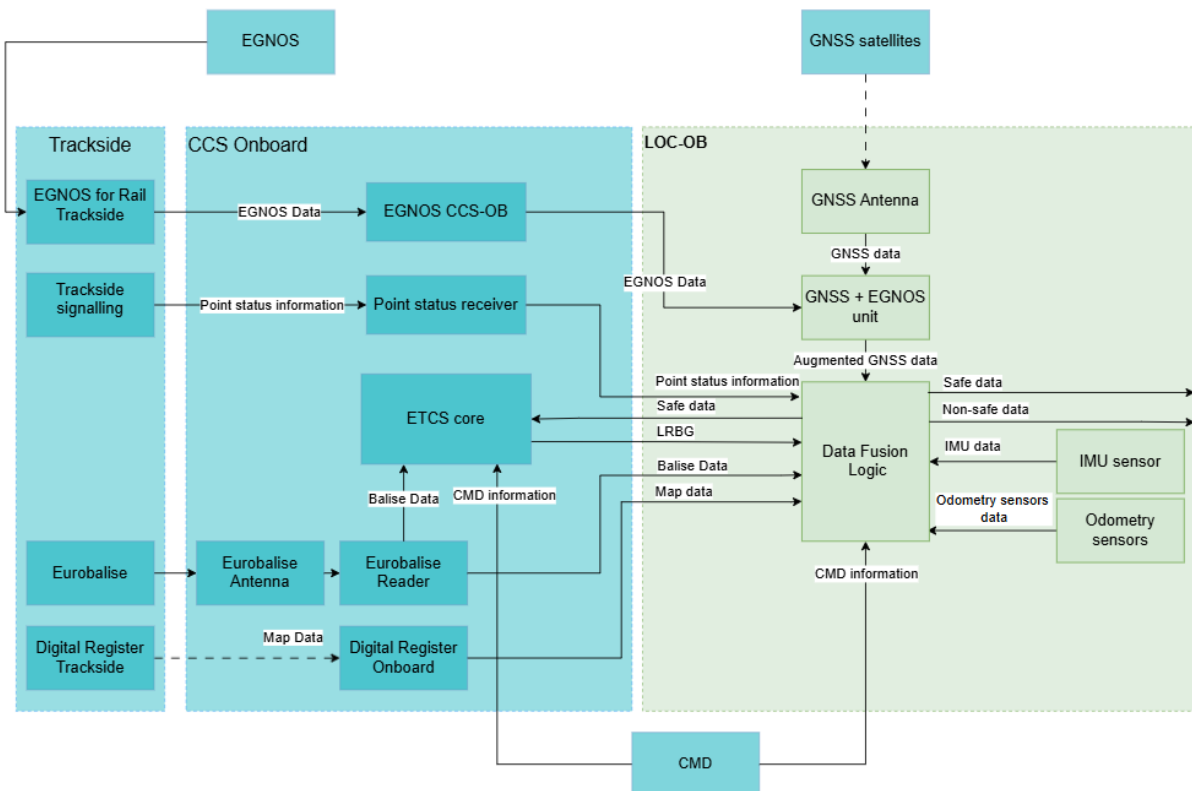 EGNOS
GNSS satellites
Trackside
CCS Onboard
LOC-OB
EGNOS for Rail
Trackside
EGNOS Data
EGNOS CCS-OB
GNSS Antenna
GNSS data
Trackside
signalling
Point status information
Point status receiver
EGNOS Data
GNSS + EGNOS
unit
Augmented GNSS data
Point status information
Safe data
ETCS core
Safe data
Non-safe data
LRBG
Data Fusion
Logic
IMU data
IMU sensor
Balise Data
CMD information
Balise Data
Map data
Odometry sensors
data
Odometry
sensors
Eurobalise
Eurobalise
Antenna
Eurobalise
Reader
CMD information
Digital Register
Trackside
Map Data
Digital Register
Onboard
CMD